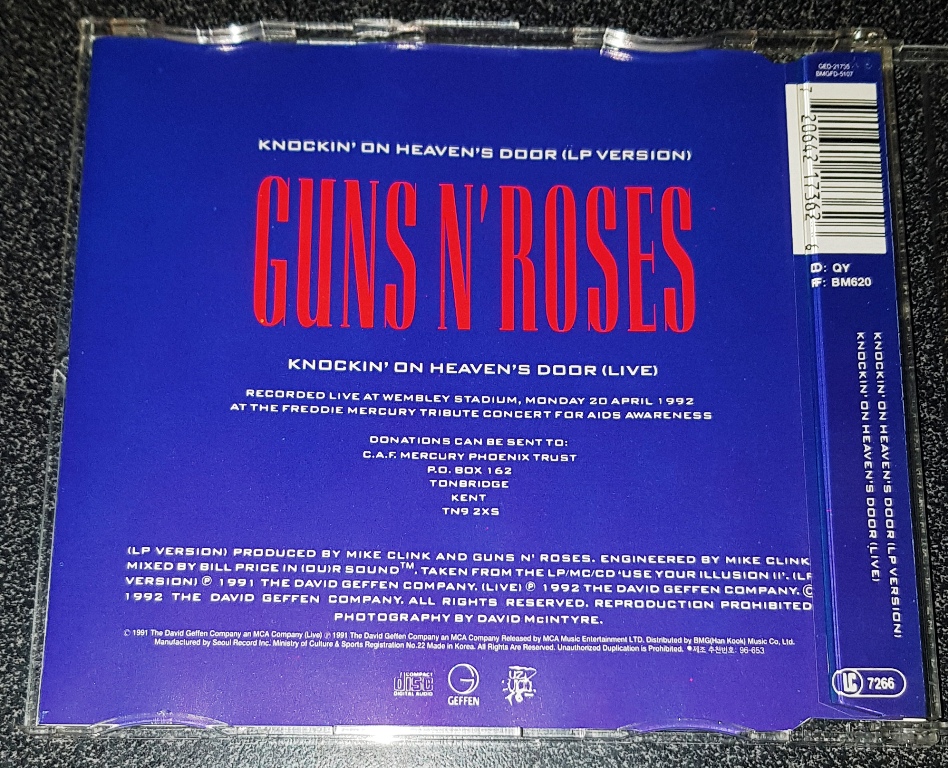 KNOCKIN' ON HEAVEN'S DOOR (LP VERSION)
GUNS N' ROSES
KNOCKIN' ON HEAVEN'S DOOR (LIVE)
RECORDED LIVE AT WEMBLEY STADIUM, MONDAY 20 APRIL 1992
AT THE FREDDIE MERCURY TRIBUTE CONCERT FOR AIDS AWARENESS
DONATIONS CAN BE SENT TO:
C.A.F. MERCURY PHOENIX TRUST
P.O. BOX 162
TONBRIDGE
KENT
TN9 2XS
(LP VERSION) PRODUCED BY MIKE CLINK AND GUNS N' ROSES. ENGINEERED BY MIKE CLINK
MIXED BY BILL PRICE IN (OU)R SOUND™. TAKEN FROM THE LP/MC/CD 'USE YOUR ILLUSION II'. (LP
VERSION) ℗ 1991 THE DAVID GEFFEN COMPANY. (LIVE) ℗ 1992 THE DAVID GEFFEN COMPANY. ©
1992 THE DAVID GEFFEN COMPANY. ALL RIGHTS RESERVED. REPRODUCTION PROHIBITED
PHOTOGRAPHY BY DAVID McINTYRE.
© 1991 The David Geffen Company an MCA Company (Live) ℗ 1991 The David Geffen Company an MCA Company Released by MCA Music Entertainment LTD. Distributed by BMG(Han Kook) Music Co, Ltd.
Manufactured by Seoul Record Inc. Ministry of Culture & Sports Registration No.22 Made in Korea. All Rights Are Reserved. Unauthorized Duplication is Prohibited. ●제조 추천번호: 96-653
COMPACT
disc
DIGITAL AUDIO
GEFFEN
GED-21735
BMGFD-5107
7 20642 17362 6
D: QY
F: BM620
KNOCKIN' ON HEAVEN'S DOOR (LP VERSION)
KNOCKIN' ON HEAVEN'S DOOR (LIVE)
LC 7266